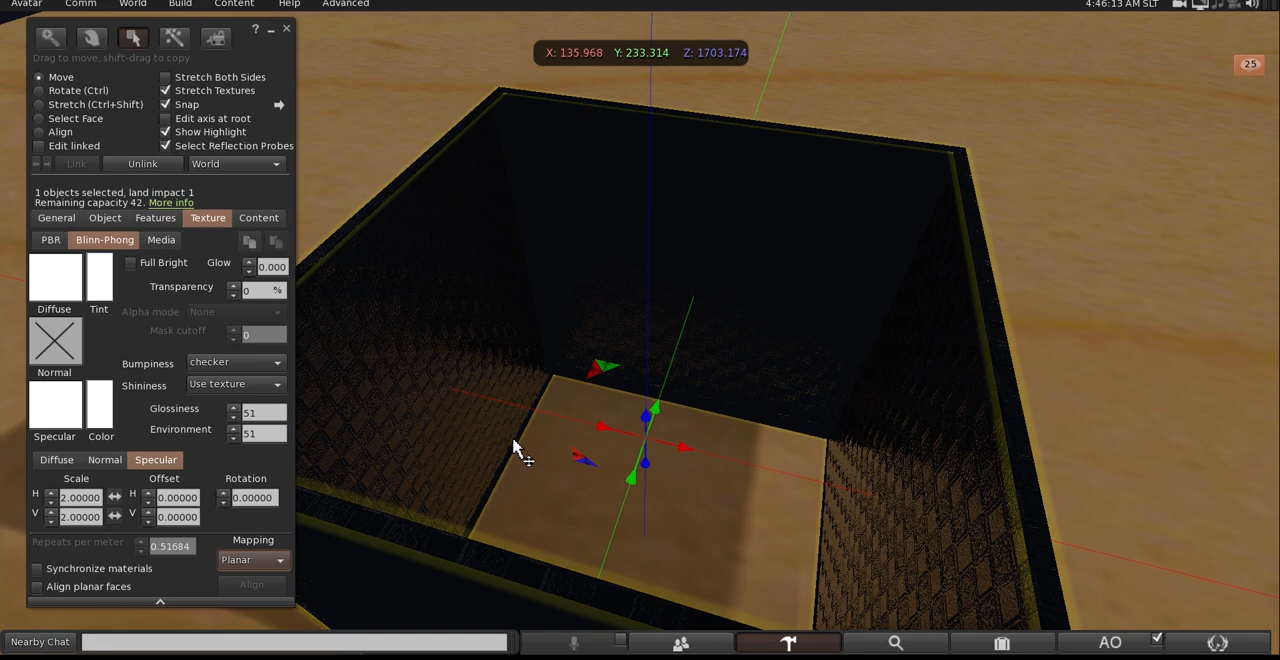 Avatar Comm World Build Content Help Advanced
4:46:13 AM SLT
? _ ×
Drag to move, shift-drag to copy
Move
Rotate (Ctrl)
Stretch (Ctrl+Shift)
Select Face
Align
Edit linked
Stretch Both Sides
Stretch Textures
Snap
Edit axis at root
Show Highlight
Select Reflection Probes
Link Unlink World
1 objects selected, land impact 1
Remaining capacity 42. More info
General Object Features Texture Content
PBR Blinn-Phong Media
Full Bright Glow 0.000
Transparency 0 %
Diffuse Tint
Alpha mode None
Mask cutoff 0
Normal
Bumpiness checker
Shininess Use texture
Glossiness 51
Environment 51
Specular Color
Diffuse Normal Specular
Scale Offset Rotation
H 2.00000 H 0.00000 0.00000
V 2.00000 V 0.00000
Repeats per meter 0.51684
Mapping
Planar
Synchronize materials
Align planar faces
Align
X: 135.968 Y: 233.314 Z: 1703.174
25
Nearby Chat
AO